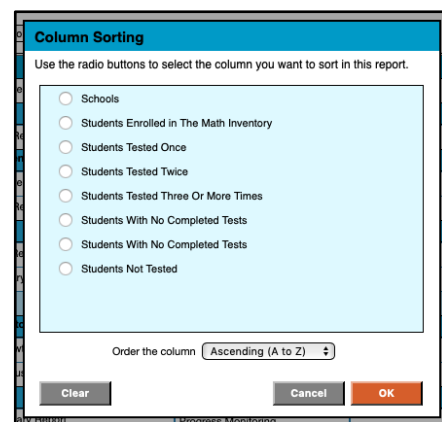 Column Sorting
Use the radio buttons to select the column you want to sort in this report.
Schools
Students Enrolled in The Math Inventory
Students Tested Once
Students Tested Twice
Students Tested Three Or More Times
Students With No Completed Tests
Students With No Completed Tests
Students Not Tested
Order the column Ascending (A to Z)
Clear Cancel OK
Progress Monitoring